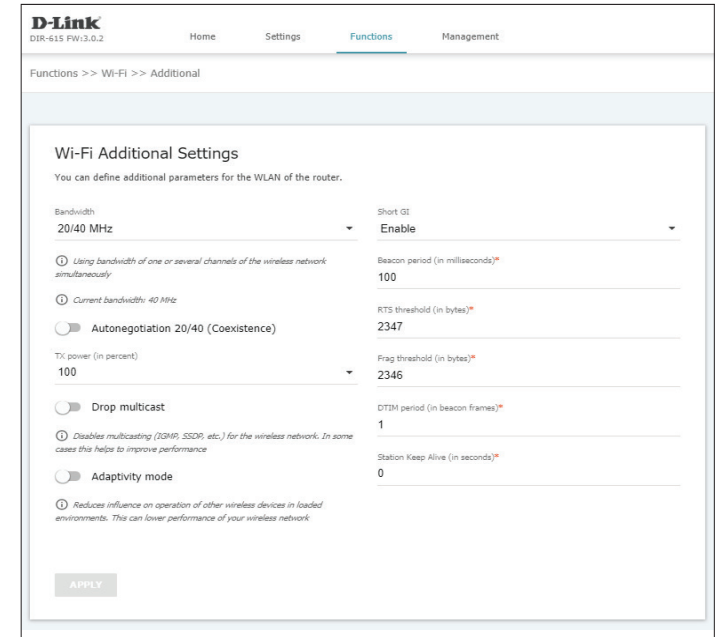 D-Link
DIR-615 FW:3.0.2
Home Settings Functions Management
Functions >> Wi-Fi >> Additional
Wi-Fi Additional Settings
You can define additional parameters for the WLAN of the router.
Bandwidth
20/40 MHz
Using bandwidth of one or several channels of the wireless network
simultaneously
Current bandwidth: 40 MHz
Autonegotiation 20/40 (Coexistence)
TX power (in percent)
100
Drop multicast
Disables multicasting (IGMP, SSDP, etc.) for the wireless network. In some
cases this helps to improve performance
Adaptivity mode
Reduces influence on operation of other wireless devices in loaded
environments. This can lower performance of your wireless network
APPLY
Short GI
Enable
Beacon period (in milliseconds)*
100
RTS threshold (in bytes)*
2347
Frag threshold (in bytes)*
2346
DTIM period (in beacon frames)*
1
Station Keep Alive (in seconds)*
0